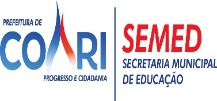 PREFEITURA DE
COARI
PROGRESSO E CIDADANIA
SEMED
SECRETARIA MUNICIPAL
DE EDUCAÇÃO